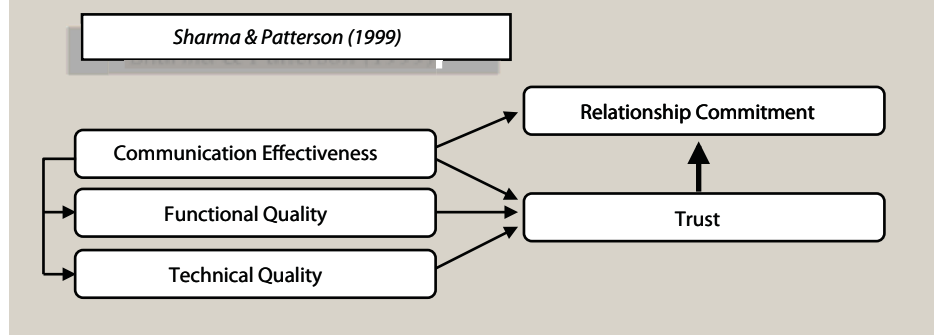 Sharma & Patterson (1999)
Relationship Commitment
Communication Effectiveness
Functional Quality
Trust
Technical Quality